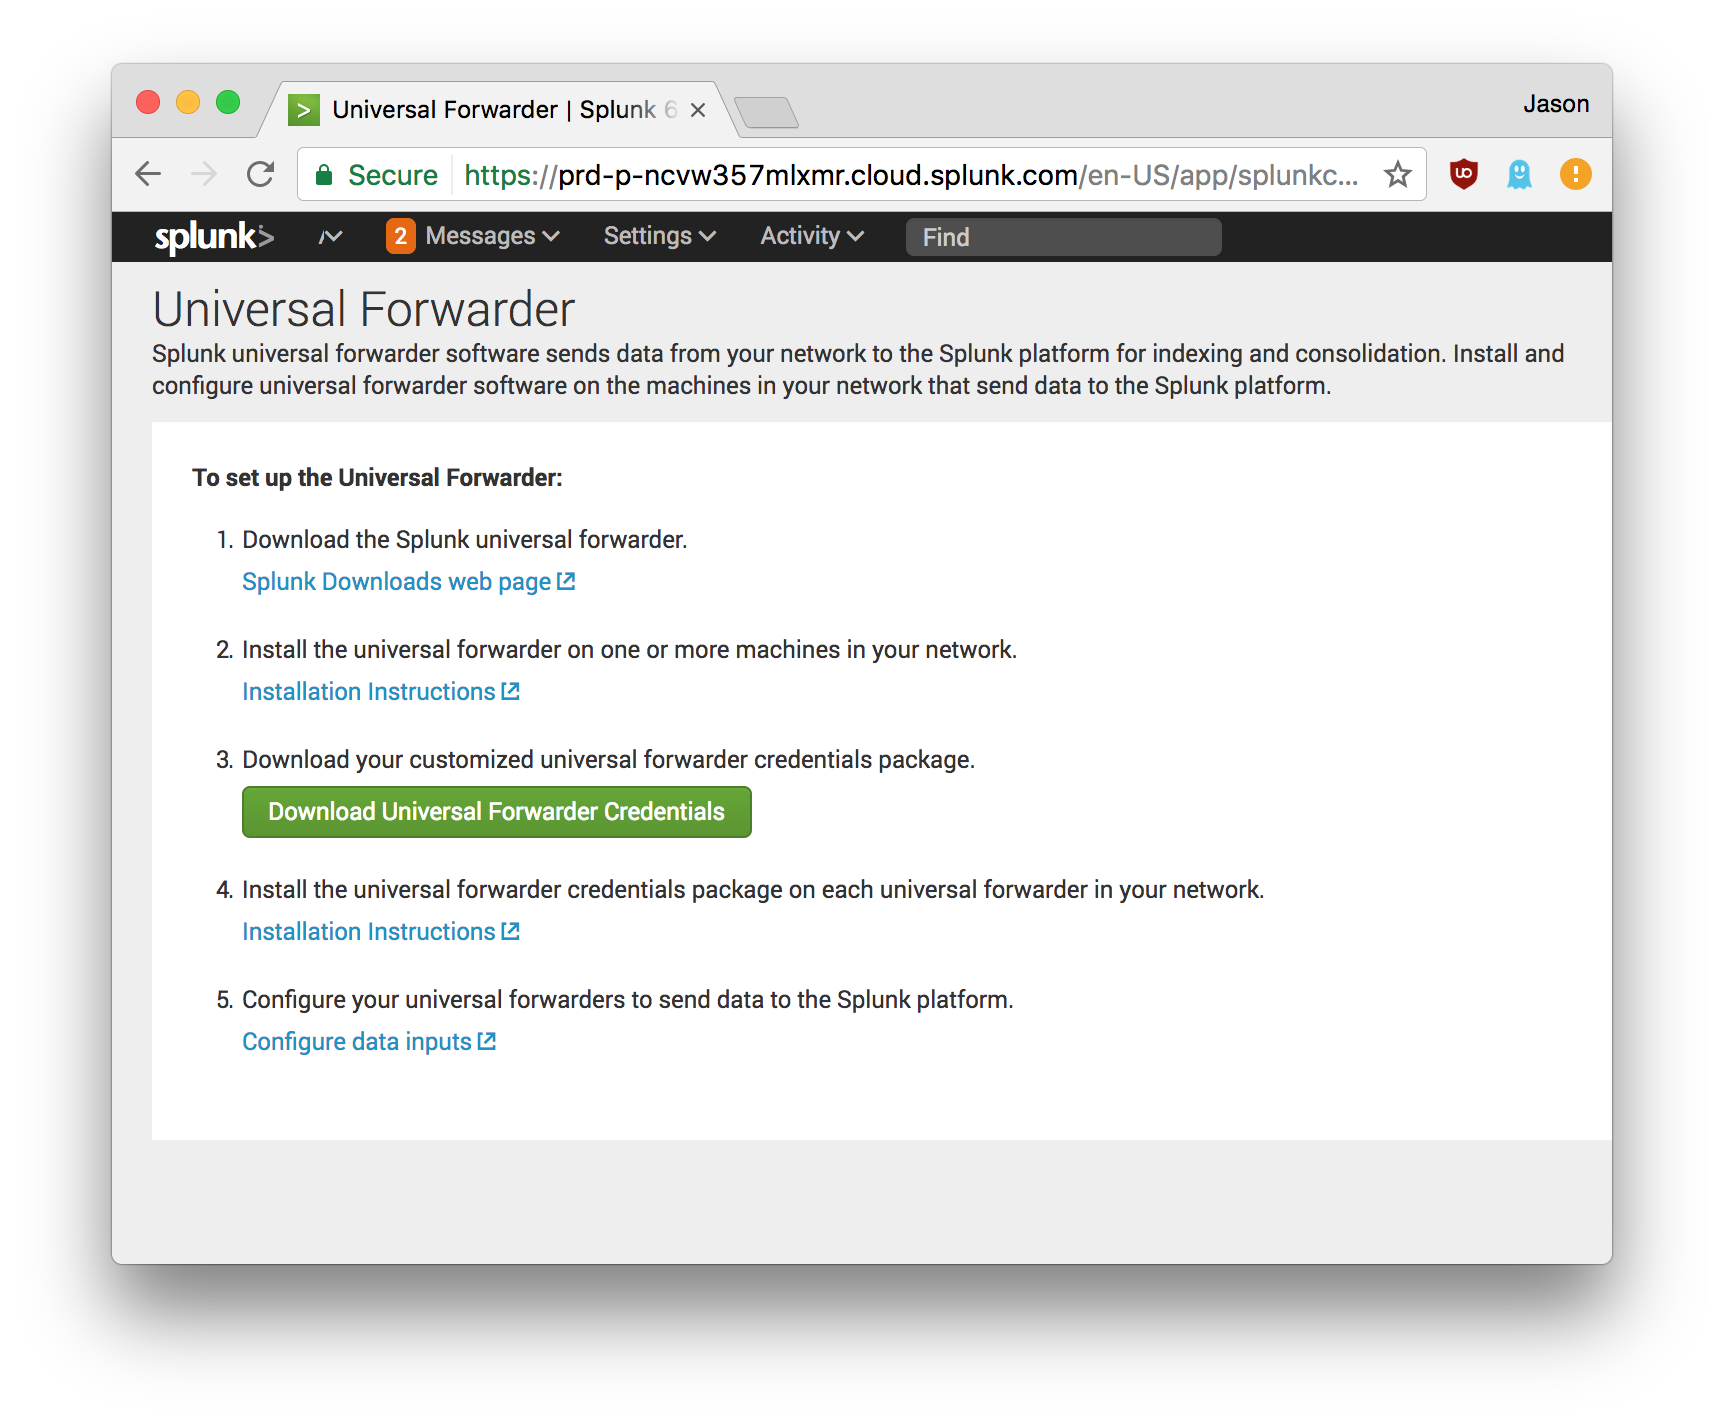 Universal Forwarder | Splunk 6
Jason
Secure https://prd-p-ncvw357mlxmr.cloud.splunk.com/en-US/app/splunkc...
splunk> 2 Messages Settings Activity Find
Universal Forwarder
Splunk universal forwarder software sends data from your network to the Splunk platform for indexing and consolidation. Install and
configure universal forwarder software on the machines in your network that send data to the Splunk platform.
To set up the Universal Forwarder:
1. Download the Splunk universal forwarder.
Splunk Downloads web page
2. Install the universal forwarder on one or more machines in your network.
Installation Instructions
3. Download your customized universal forwarder credentials package.
Download Universal Forwarder Credentials
4. Install the universal forwarder credentials package on each universal forwarder in your network.
Installation Instructions
5. Configure your universal forwarders to send data to the Splunk platform.
Configure data inputs